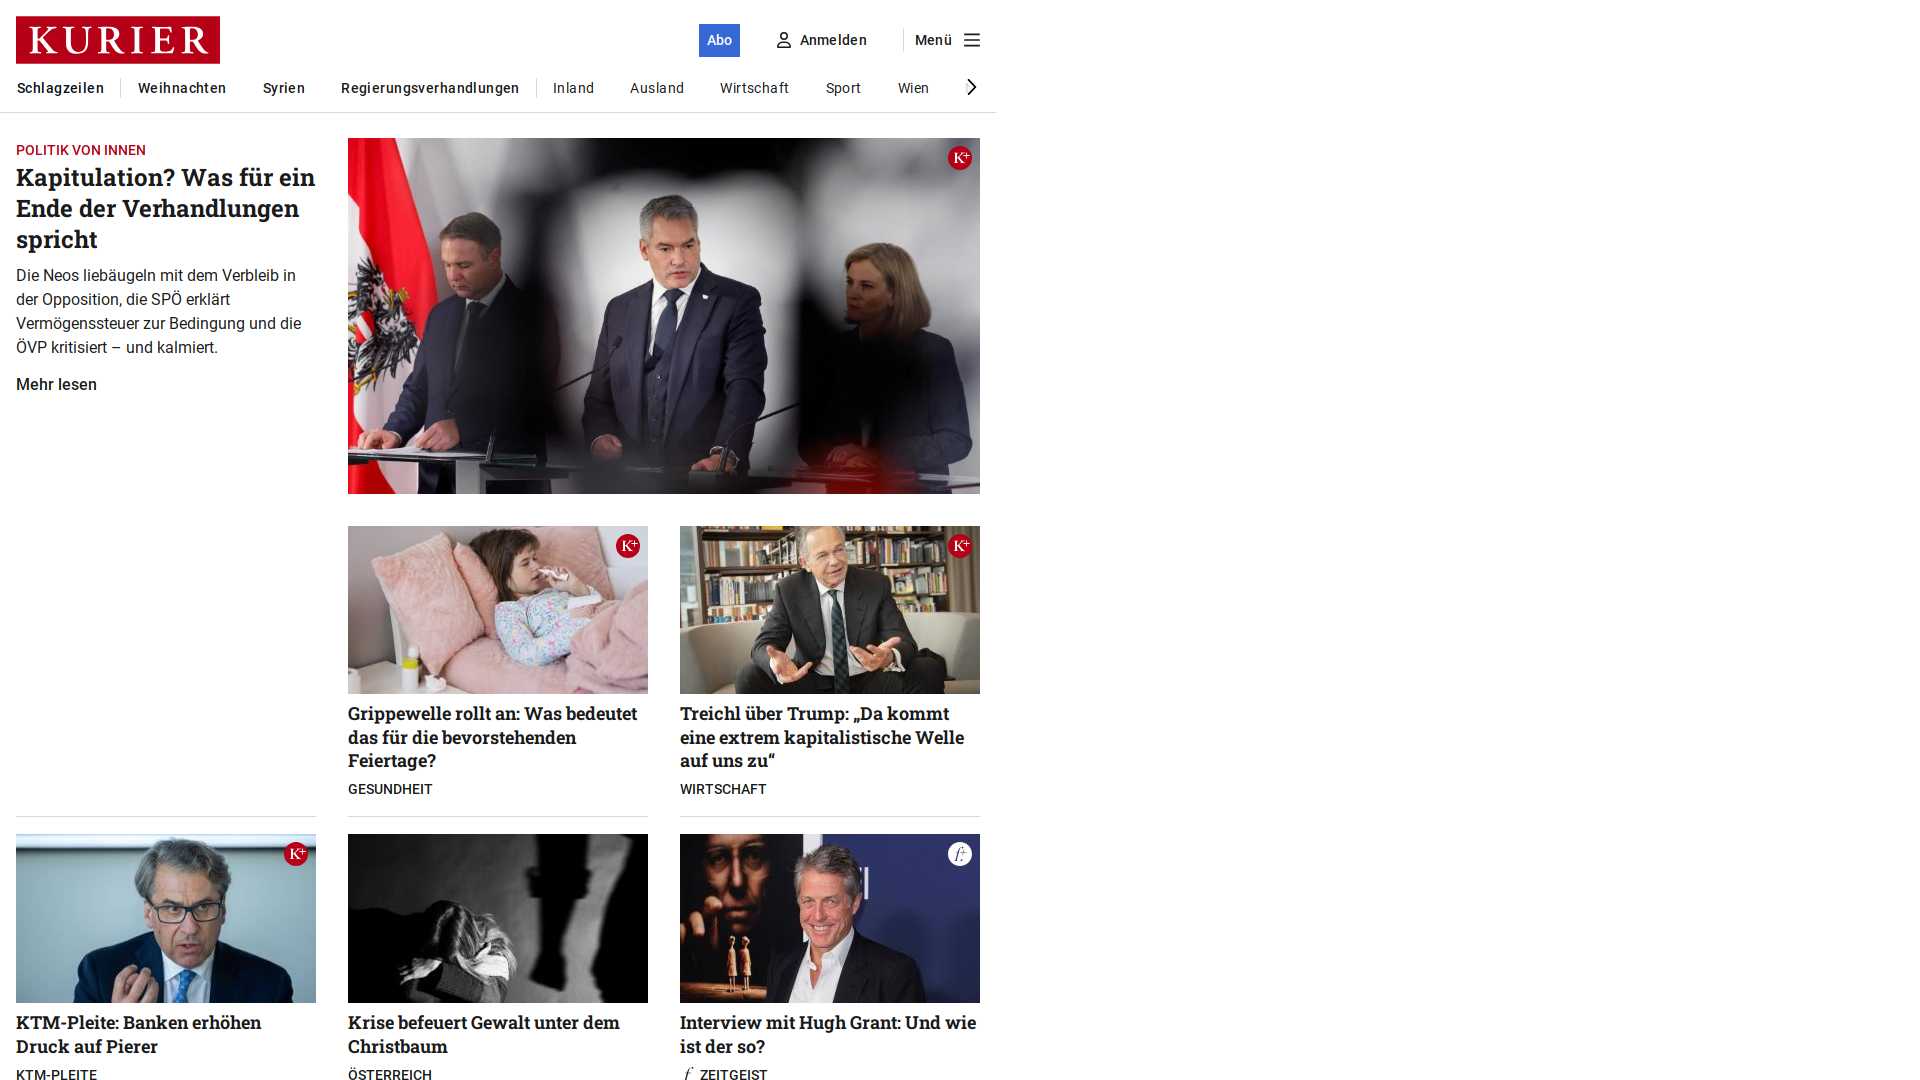 KURIER
Abo
Anmelden
Menü
Schlagzeilen
Weihnachten
Syrien
Regierungsverhandlungen
Inland
Ausland
Wirtschaft
Sport
Wien
POLITIK VON INNEN
Kapitulation? Was für ein
Ende der Verhandlungen
spricht
Die Neos liebäugeln mit dem Verbleib in
der Opposition, die SPÖ erklärt
Vermögenssteuer zur Bedingung und die
ÖVP kritisiert – und kalmiert.
Mehr lesen
K+
K+
Grippewelle rollt an: Was bedeutet
das für die bevorstehenden
Feiertage?
GESUNDHEIT
K+
Treichl über Trump: „Da kommt
eine extrem kapitalistische Welle
auf uns zu“
WIRTSCHAFT
K+
KTM-Pleite: Banken erhöhen
Druck auf Pierer
KTM-PLEITE
Krise befeuert Gewalt unter dem
Christbaum
ÖSTERREICH
f+
Interview mit Hugh Grant: Und wie
ist der so?
f ZEITGEIST